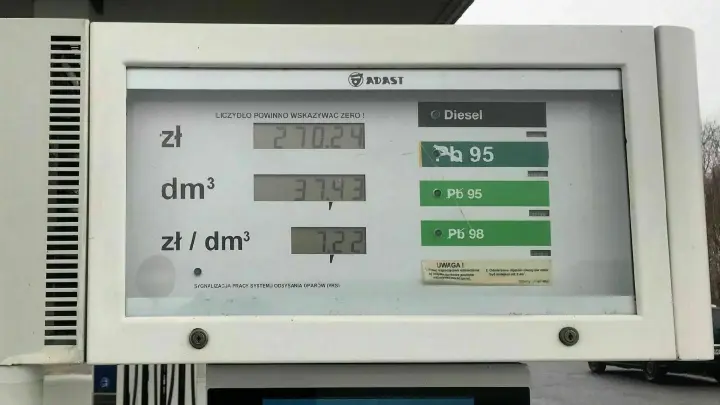 ADAST
LICZYDŁO POWINNO WSKAZYWAĆ ZERO !
zł 270.24
dm³ 37.43
zł / dm³ 7.22
SYGNALIZACJA PRACY SYSTEMU ODSYSANIA OPARÓW (PRS)
Diesel
Pb 95
Pb 95
Pb 98
UWAGA !